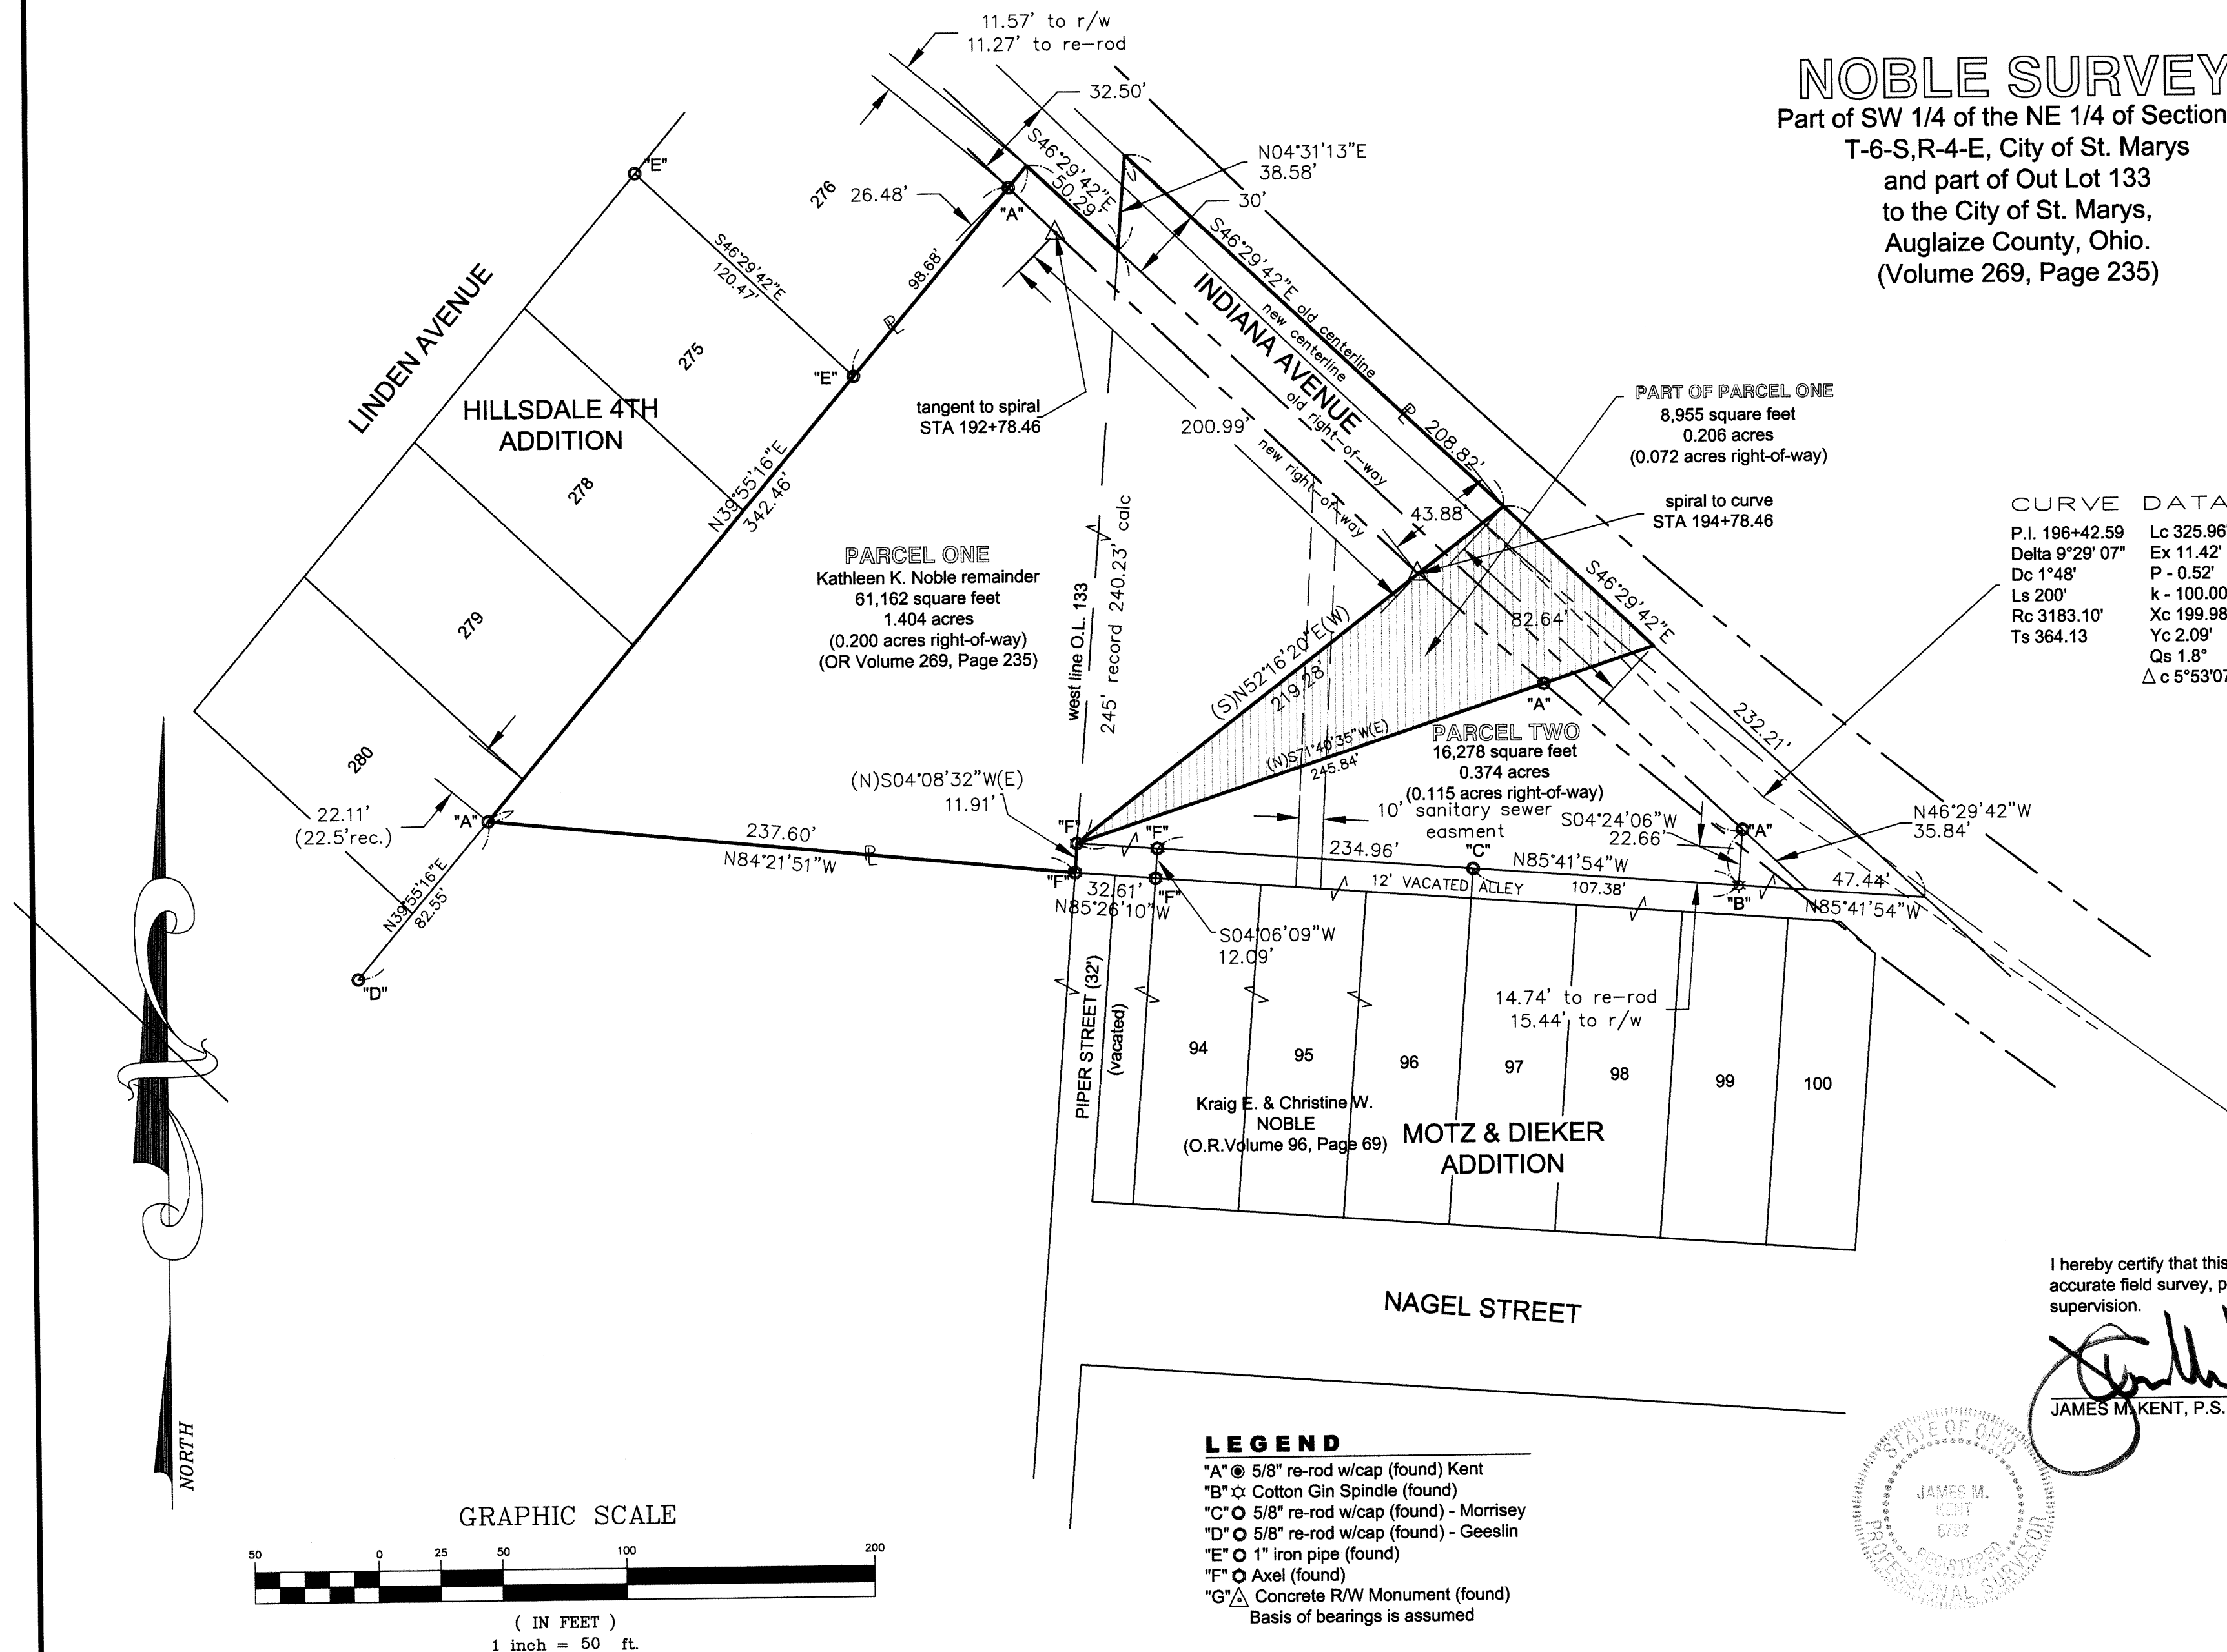 NOBLE SURVEY
Part of SW 1/4 of the NE 1/4 of Section
T-6-S,R-4-E, City of St. Marys
and part of Out Lot 133
to the City of St. Marys,
Auglaize County, Ohio.
(Volume 269, Page 235)
11.57' to r/w
11.27' to re-rod
32.50'
S46°29'42"E
50.29'
N04°31'13"E
38.58'
30'
26.48'
"A"
"E"
276
S46°29'42"E
120.47'
98.68'
"E"
LINDEN AVENUE
275
HILLSDALE 4TH
ADDITION
278
279
280
N39°55'16"E
342.46'
PL
tangent to spiral
STA 192+78.46
S46°29'42"E
old centerline
new centerline
INDIANA AVENUE
old right-of-way
new right-of-way
200.99'
PL
208.82'
PART OF PARCEL ONE
8,955 square feet
0.206 acres
(0.072 acres right-of-way)
spiral to curve
STA 194+78.46
43.88'
CURVE DATA
P.I. 196+42.59 Lc 325.96
Delta 9°29' 07" Ex 11.42'
Dc 1°48' P - 0.52'
Ls 200' k - 100.00
Rc 3183.10' Xc 199.98
Ts 364.13 Yc 2.09'
Qs 1.8°
Δ c 5°53'07
PARCEL ONE
Kathleen K. Noble remainder
61,162 square feet
1.404 acres
(0.200 acres right-of-way)
(OR Volume 269, Page 235)
west line O.L. 133
245' record 240.23' calc
S46°29'42"E
82.64'
(S)N52°16'20"E(W)
219.28'
"A"
232.21'
(N)S71°40'35"W(E)
245.84'
PARCEL TWO
16,278 square feet
0.374 acres
(0.115 acres right-of-way)
10' sanitary sewer
easment
(N)S04°08'32"W(E)
11.91'
S04°24'06"W
22.66'
"A"
N46°29'42"W
35.84'
22.11'
(22.5'rec.)
"A"
237.60'
N84°21'51"W
PL
"F"
"F"
234.96'
"C"
N85°41'54"W
"F"
32.61'
"F"
N85°26'10"W
12' VACATED ALLEY
107.38'
"B"
47.44'
N85°41'54"W
N39°55'16"E
82.55'
"D"
S04°06'09"W
12.09'
14.74' to re-rod
15.44' to r/w
PIPER STREET (32')
(vacated)
94
95
96
97
98
99
100
Kraig E. & Christine W.
NOBLE
(O.R.Volume 96, Page 69)
MOTZ & DIEKER
ADDITION
NAGEL STREET
NORTH
I hereby certify that this
accurate field survey, p
supervision.
JAMES M. KENT, P.S.
STATE OF OHIO
JAMES M.
KENT
6792
REGISTERED
PROFESSIONAL SURVEYOR
LEGEND
"A" 5/8" re-rod w/cap (found) Kent
"B" Cotton Gin Spindle (found)
"C" 5/8" re-rod w/cap (found) - Morrisey
"D" 5/8" re-rod w/cap (found) - Geeslin
"E" 1" iron pipe (found)
"F" Axel (found)
"G" Concrete R/W Monument (found)
Basis of bearings is assumed
GRAPHIC SCALE
50 0 25 50 100 200
( IN FEET )
1 inch = 50 ft.